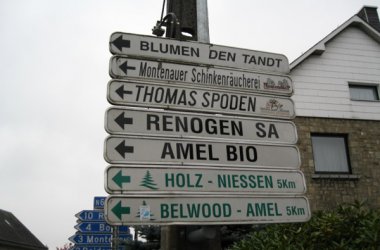 BLUMEN DEN TANDT
Montenauer Schinkenräucherei
THOMAS SPODEN
RENOGEN SA
AMEL BIO
HOLZ - NIESSEN 5Km
BELWOOD - AMEL 5Km